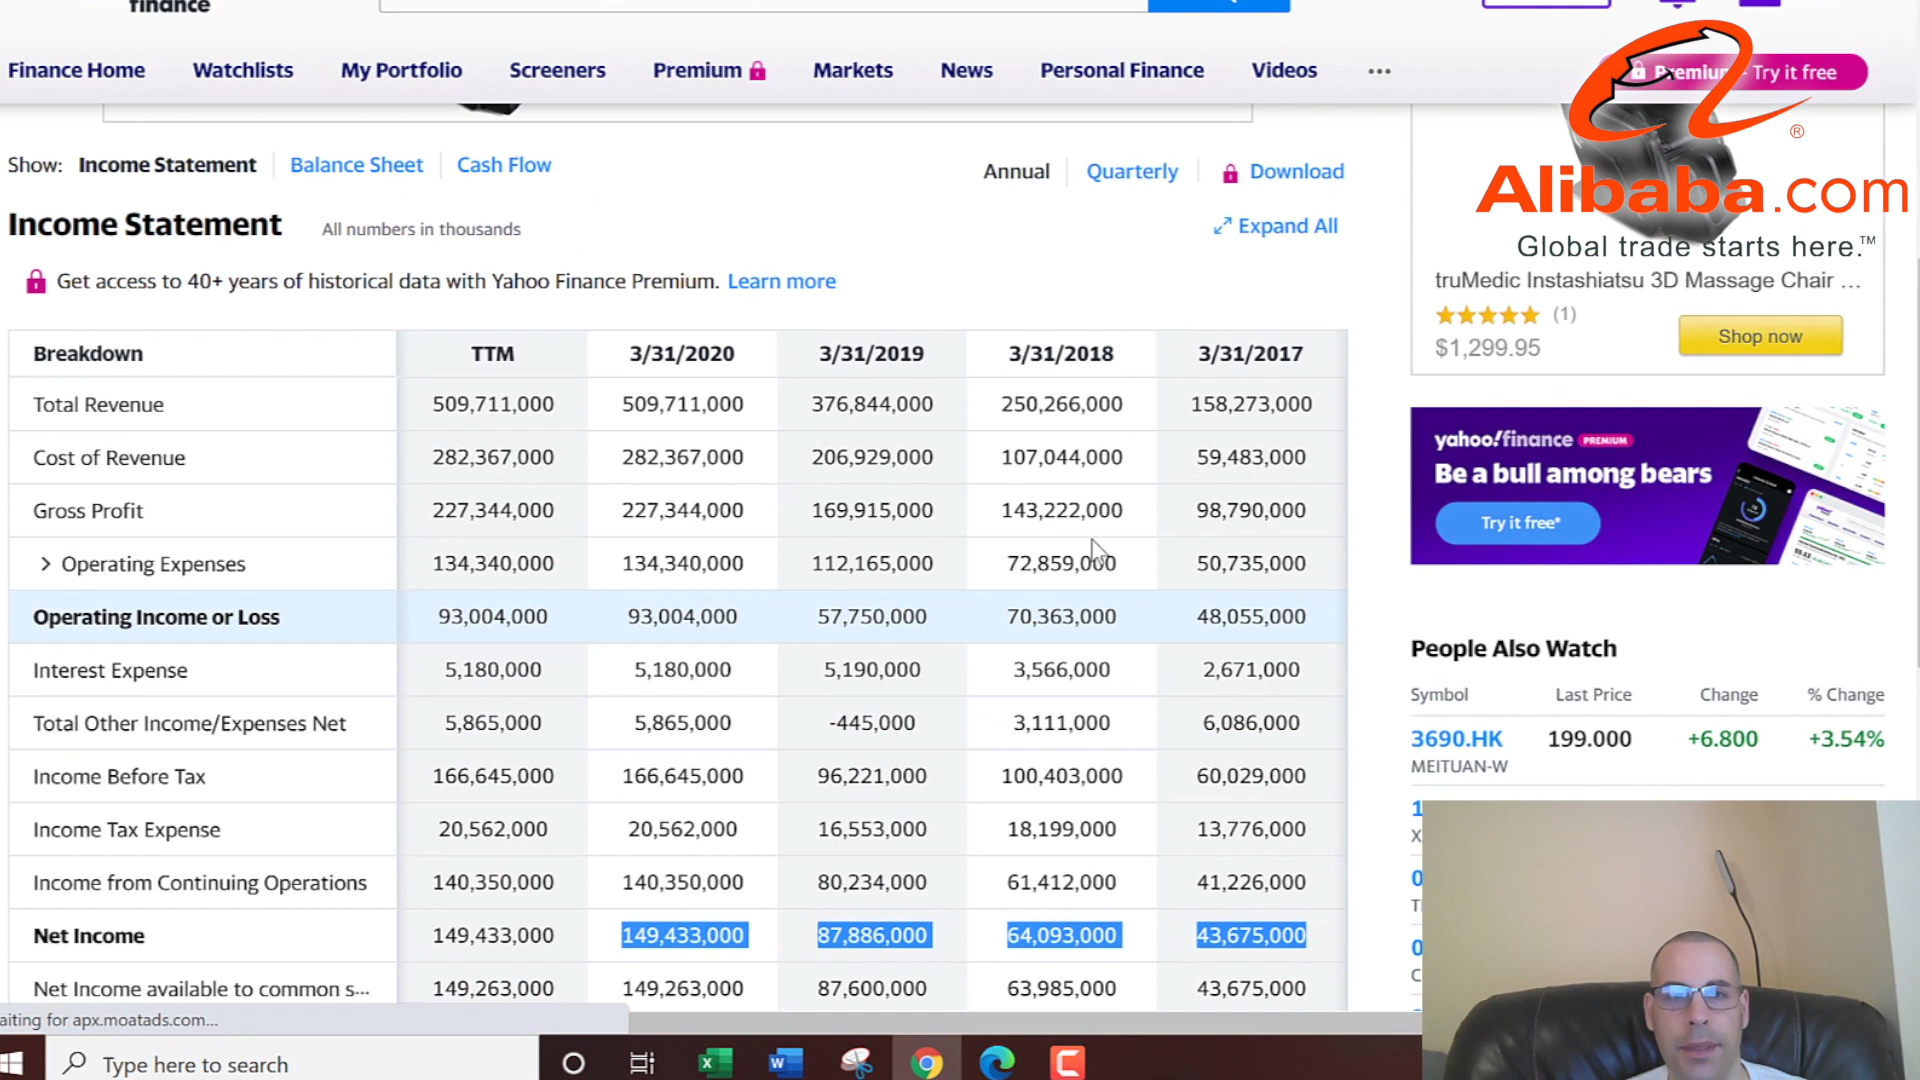 finance
Finance Home Watchlists My Portfolio Screeners Premium Markets News Personal Finance Videos ...
Premium - Try it free
Alibaba.com®
Global trade starts here.™
Show: Income Statement Balance Sheet Cash Flow
Annual Quarterly Download
Income Statement All numbers in thousands
Expand All
Get access to 40+ years of historical data with Yahoo Finance Premium. Learn more
Breakdown TTM 3/31/2020 3/31/2019 3/31/2018 3/31/2017
Total Revenue 509,711,000 509,711,000 376,844,000 250,266,000 158,273,000
Cost of Revenue 282,367,000 282,367,000 206,929,000 107,044,000 59,483,000
Gross Profit 227,344,000 227,344,000 169,915,000 143,222,000 98,790,000
Operating Expenses 134,340,000 134,340,000 112,165,000 72,859,000 50,735,000
Operating Income or Loss 93,004,000 93,004,000 57,750,000 70,363,000 48,055,000
Interest Expense 5,180,000 5,180,000 5,190,000 3,566,000 2,671,000
Total Other Income/Expenses Net 5,865,000 5,865,000 -445,000 3,111,000 6,086,000
Income Before Tax 166,645,000 166,645,000 96,221,000 100,403,000 60,029,000
Income Tax Expense 20,562,000 20,562,000 16,553,000 18,199,000 13,776,000
Income from Continuing Operations 140,350,000 140,350,000 80,234,000 61,412,000 41,226,000
Net Income 149,433,000 149,433,000 87,886,000 64,093,000 43,675,000
Net Income available to common s... 149,263,000 149,263,000 87,600,000 63,985,000 43,675,000
truMedic Instashiatsu 3D Massage Chair ...
(1)
$1,299.95
Shop now
yahoo!finance PREMIUM
Be a bull among bears
Try it free*
People Also Watch
Symbol Last Price Change % Change
3690.HK 199.000 +6.800 +3.54%
MEITUAN-W
aiting for apx.moatads.com...
Type here to search